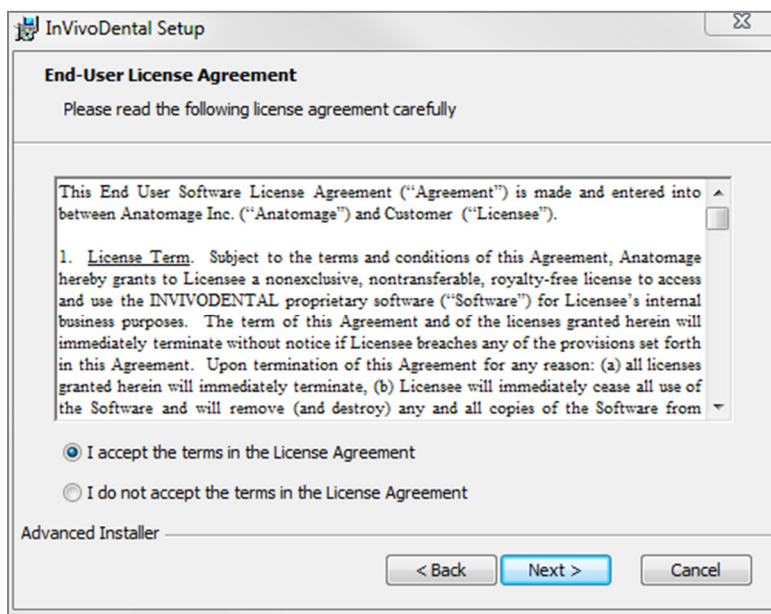 InVivoDental Setup
End-User License Agreement
Please read the following license agreement carefully
This End User Software License Agreement (“Agreement”) is made and entered into
between Anatomage Inc. (“Anatomage”) and Customer (“Licensee”).
1. License Term. Subject to the terms and conditions of this Agreement, Anatomage
hereby grants to Licensee a nonexclusive, nontransferable, royalty-free license to access
and use the INVIVODENTAL proprietary software (“Software”) for Licensee’s internal
business purposes. The term of this Agreement and of the licenses granted herein will
immediately terminate without notice if Licensee breaches any of the provisions set forth
in this Agreement. Upon termination of this Agreement for any reason: (a) all licenses
granted herein will immediately terminate, (b) Licensee will immediately cease all use of
the Software and will remove (and destroy) any and all copies of the Software from
I accept the terms in the License Agreement
I do not accept the terms in the License Agreement
Advanced Installer
< Back Next > Cancel